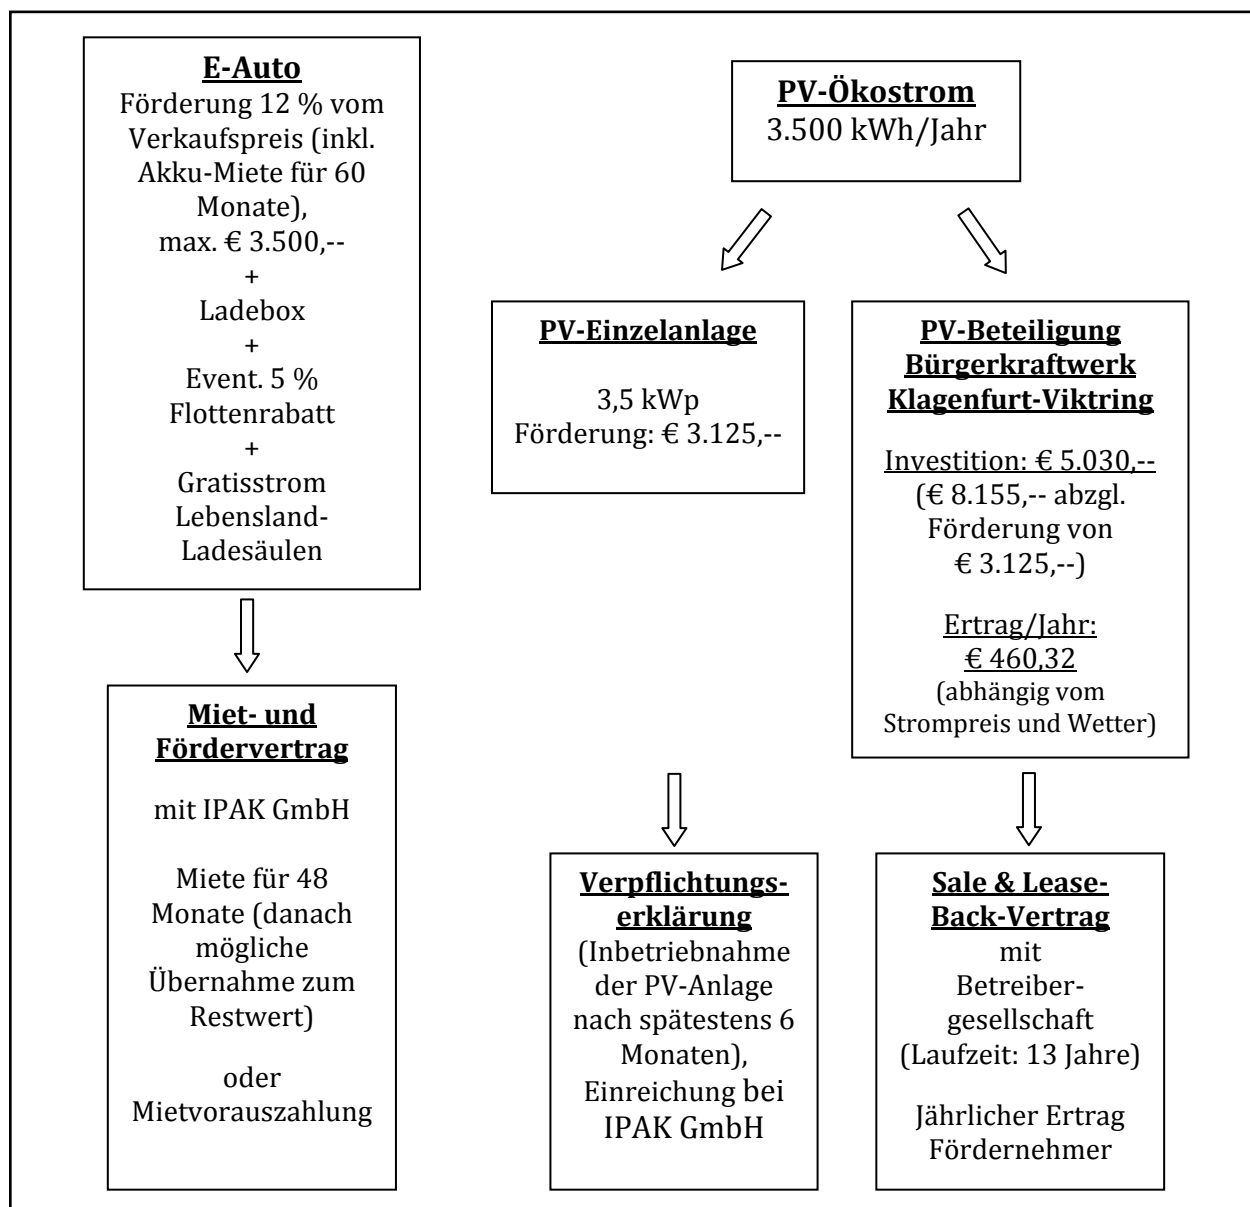 E-Auto
Förderung 12 % vom
Verkaufspreis (inkl.
Akku-Miete für 60
Monate),
max. € 3.500,--
+
Ladebox
+
Event. 5 %
Flottenrabatt
+
Gratisstrom
Lebensland-
Ladesäulen
Miet- und
Fördervertrag
mit IPAK GmbH
Miete für 48
Monate (danach
mögliche
Übernahme zum
Restwert)
oder
Mietvorauszahlung
PV-Ökostrom
3.500 kWh/Jahr
PV-Einzelanlage
3,5 kWp
Förderung: € 3.125,--
PV-Beteiligung
Bürgerkraftwerk
Klagenfurt-Viktring
Investition: € 5.030,--
(€ 8.155,-- abzgl.
Förderung von
€ 3.125,--)
Ertrag/Jahr:
€ 460,32
(abhängig vom
Strompreis und Wetter)
Verpflichtungs-
erklärung
(Inbetriebnahme
der PV-Anlage
nach spätestens 6
Monaten),
Einreichung bei
IPAK GmbH
Sale & Lease-
Back-Vertrag
mit
Betreiber-
gesellschaft
(Laufzeit: 13 Jahre)
Jährlicher Ertrag
Fördernehmer